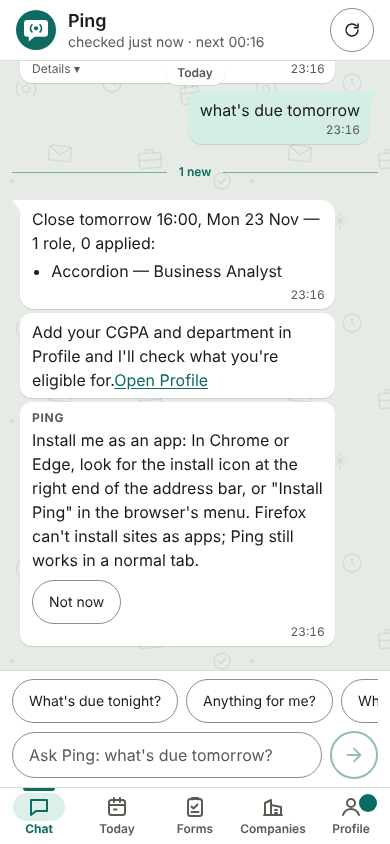 Ping
checked just now · next 00:16
Details ▾
23:16
Today
what's due tomorrow
23:16
1 new
Close tomorrow 16:00, Mon 23 Nov —
1 role, 0 applied:
• Accordion — Business Analyst
23:16
Add your CGPA and department in
Profile and I'll check what you're
eligible for.Open Profile
PING
Install me as an app: In Chrome or
Edge, look for the install icon at the
right end of the address bar, or "Install
Ping" in the browser's menu. Firefox
can't install sites as apps; Ping still
works in a normal tab.
Not now
23:16
What's due tonight?
Anything for me?
Wh
Ask Ping: what's due tomorrow?
Chat
Today
Forms
Companies
Profile